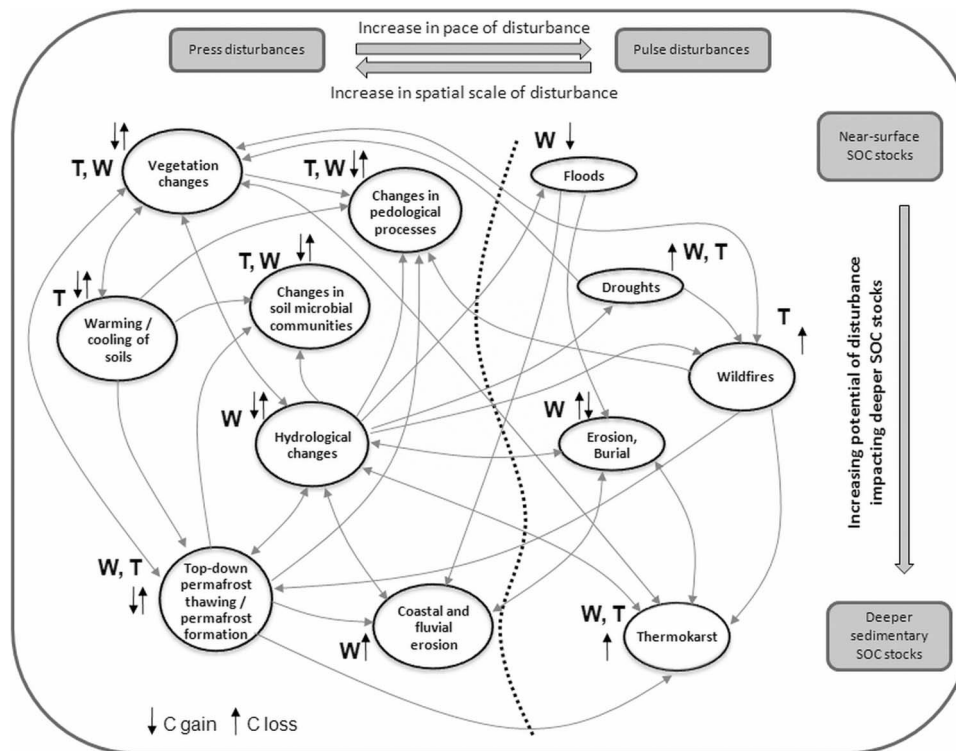 Press disturbances
Increase in pace of disturbance
Increase in spatial scale of disturbance
Pulse disturbances
Near-surface
SOC stocks
Increasing potential of disturbance
impacting deeper SOC stocks
Deeper
sedimentary
SOC stocks
T, W ↓↑
Vegetation
changes
T, W ↓↑
Changes in
pedological
processes
W ↓
Floods
T, W ↓↑
Changes in
soil microbial
communities
T ↓↑
Warming /
cooling of
soils
↑ W, T
Droughts
T ↑
Wildfires
W ↓↑
Hydrological
changes
W ↑↓
Erosion,
Burial
W, T
↓↑
Top-down
permafrost
thawing /
permafrost
formation
W ↑
Coastal and
fluvial
erosion
W, T
↑
Thermokarst
↓ C gain ↑ C loss